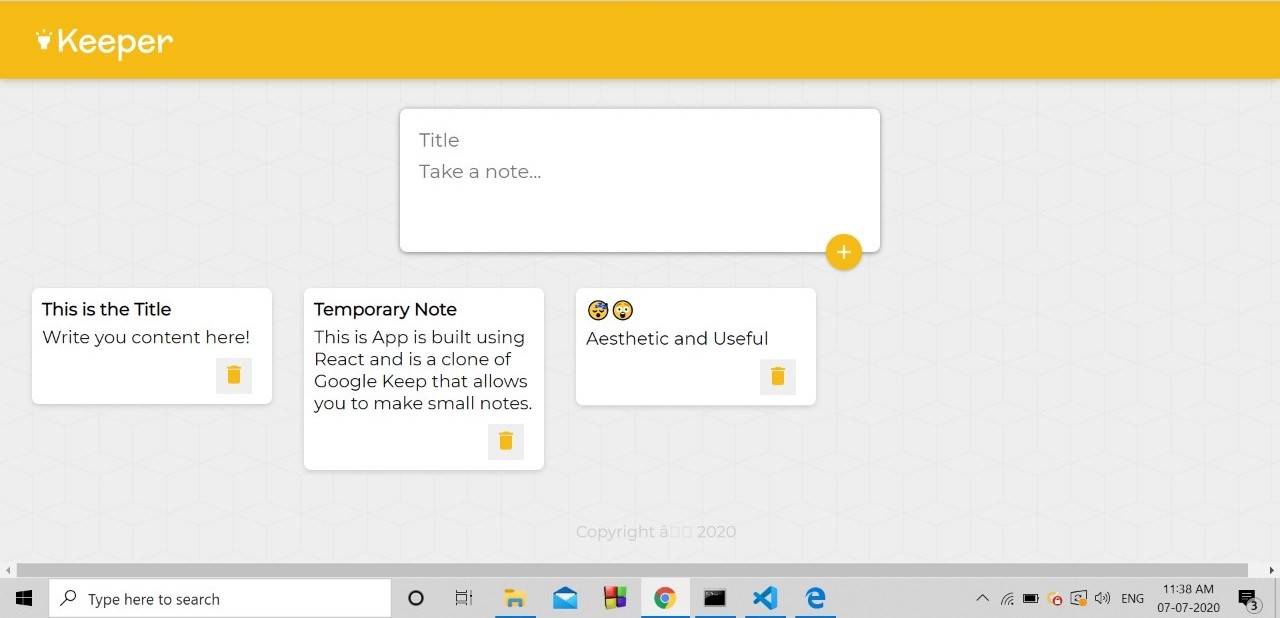 Keeper
Title
Take a note...
This is the Title
Write you content here!
Temporary Note
This is App is built using
React and is a clone of
Google Keep that allows
you to make small notes.
😴😲
Aesthetic and Useful
Copyright â 2020
Type here to search
ENG
11:38 AM
07-07-2020
3